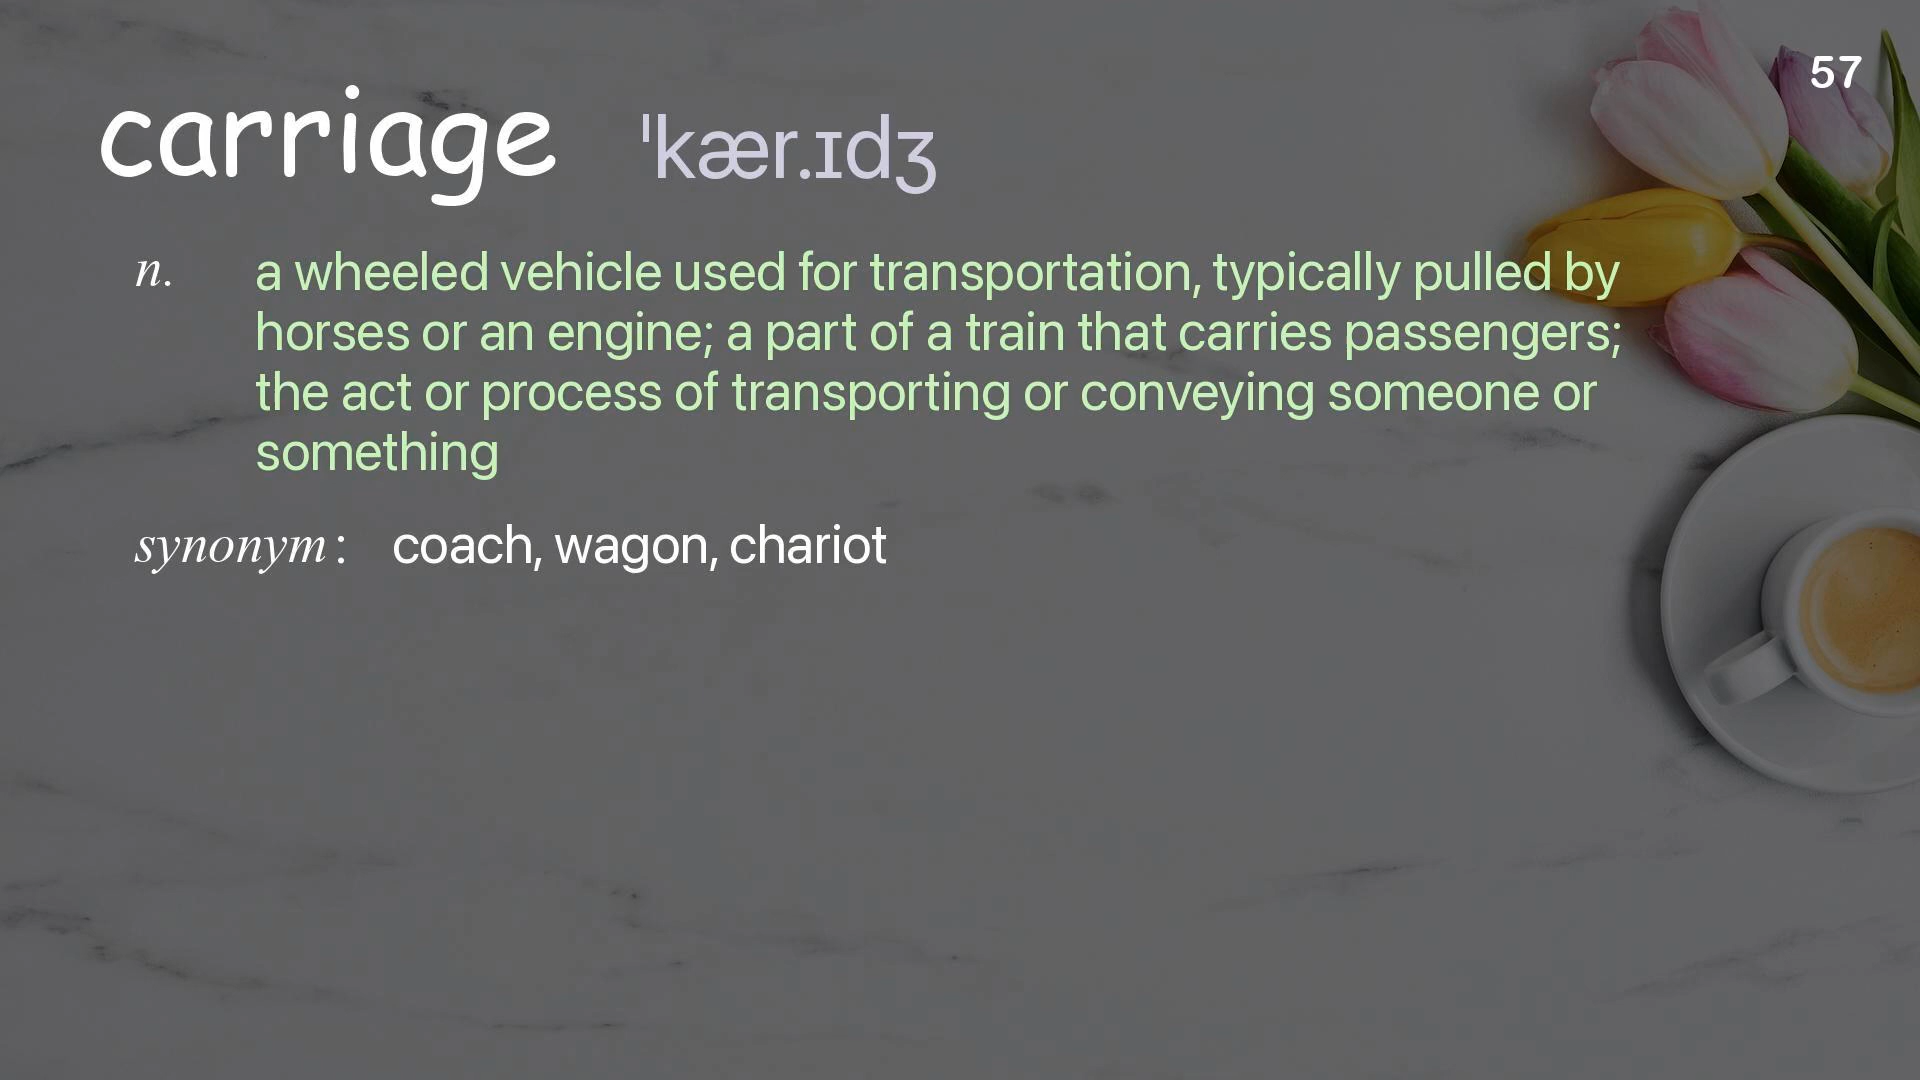 57
carriage ˈkær.ɪdʒ
n. a wheeled vehicle used for transportation, typically pulled by
horses or an engine; a part of a train that carries passengers;
the act or process of transporting or conveying someone or
something
synonym: coach, wagon, chariot